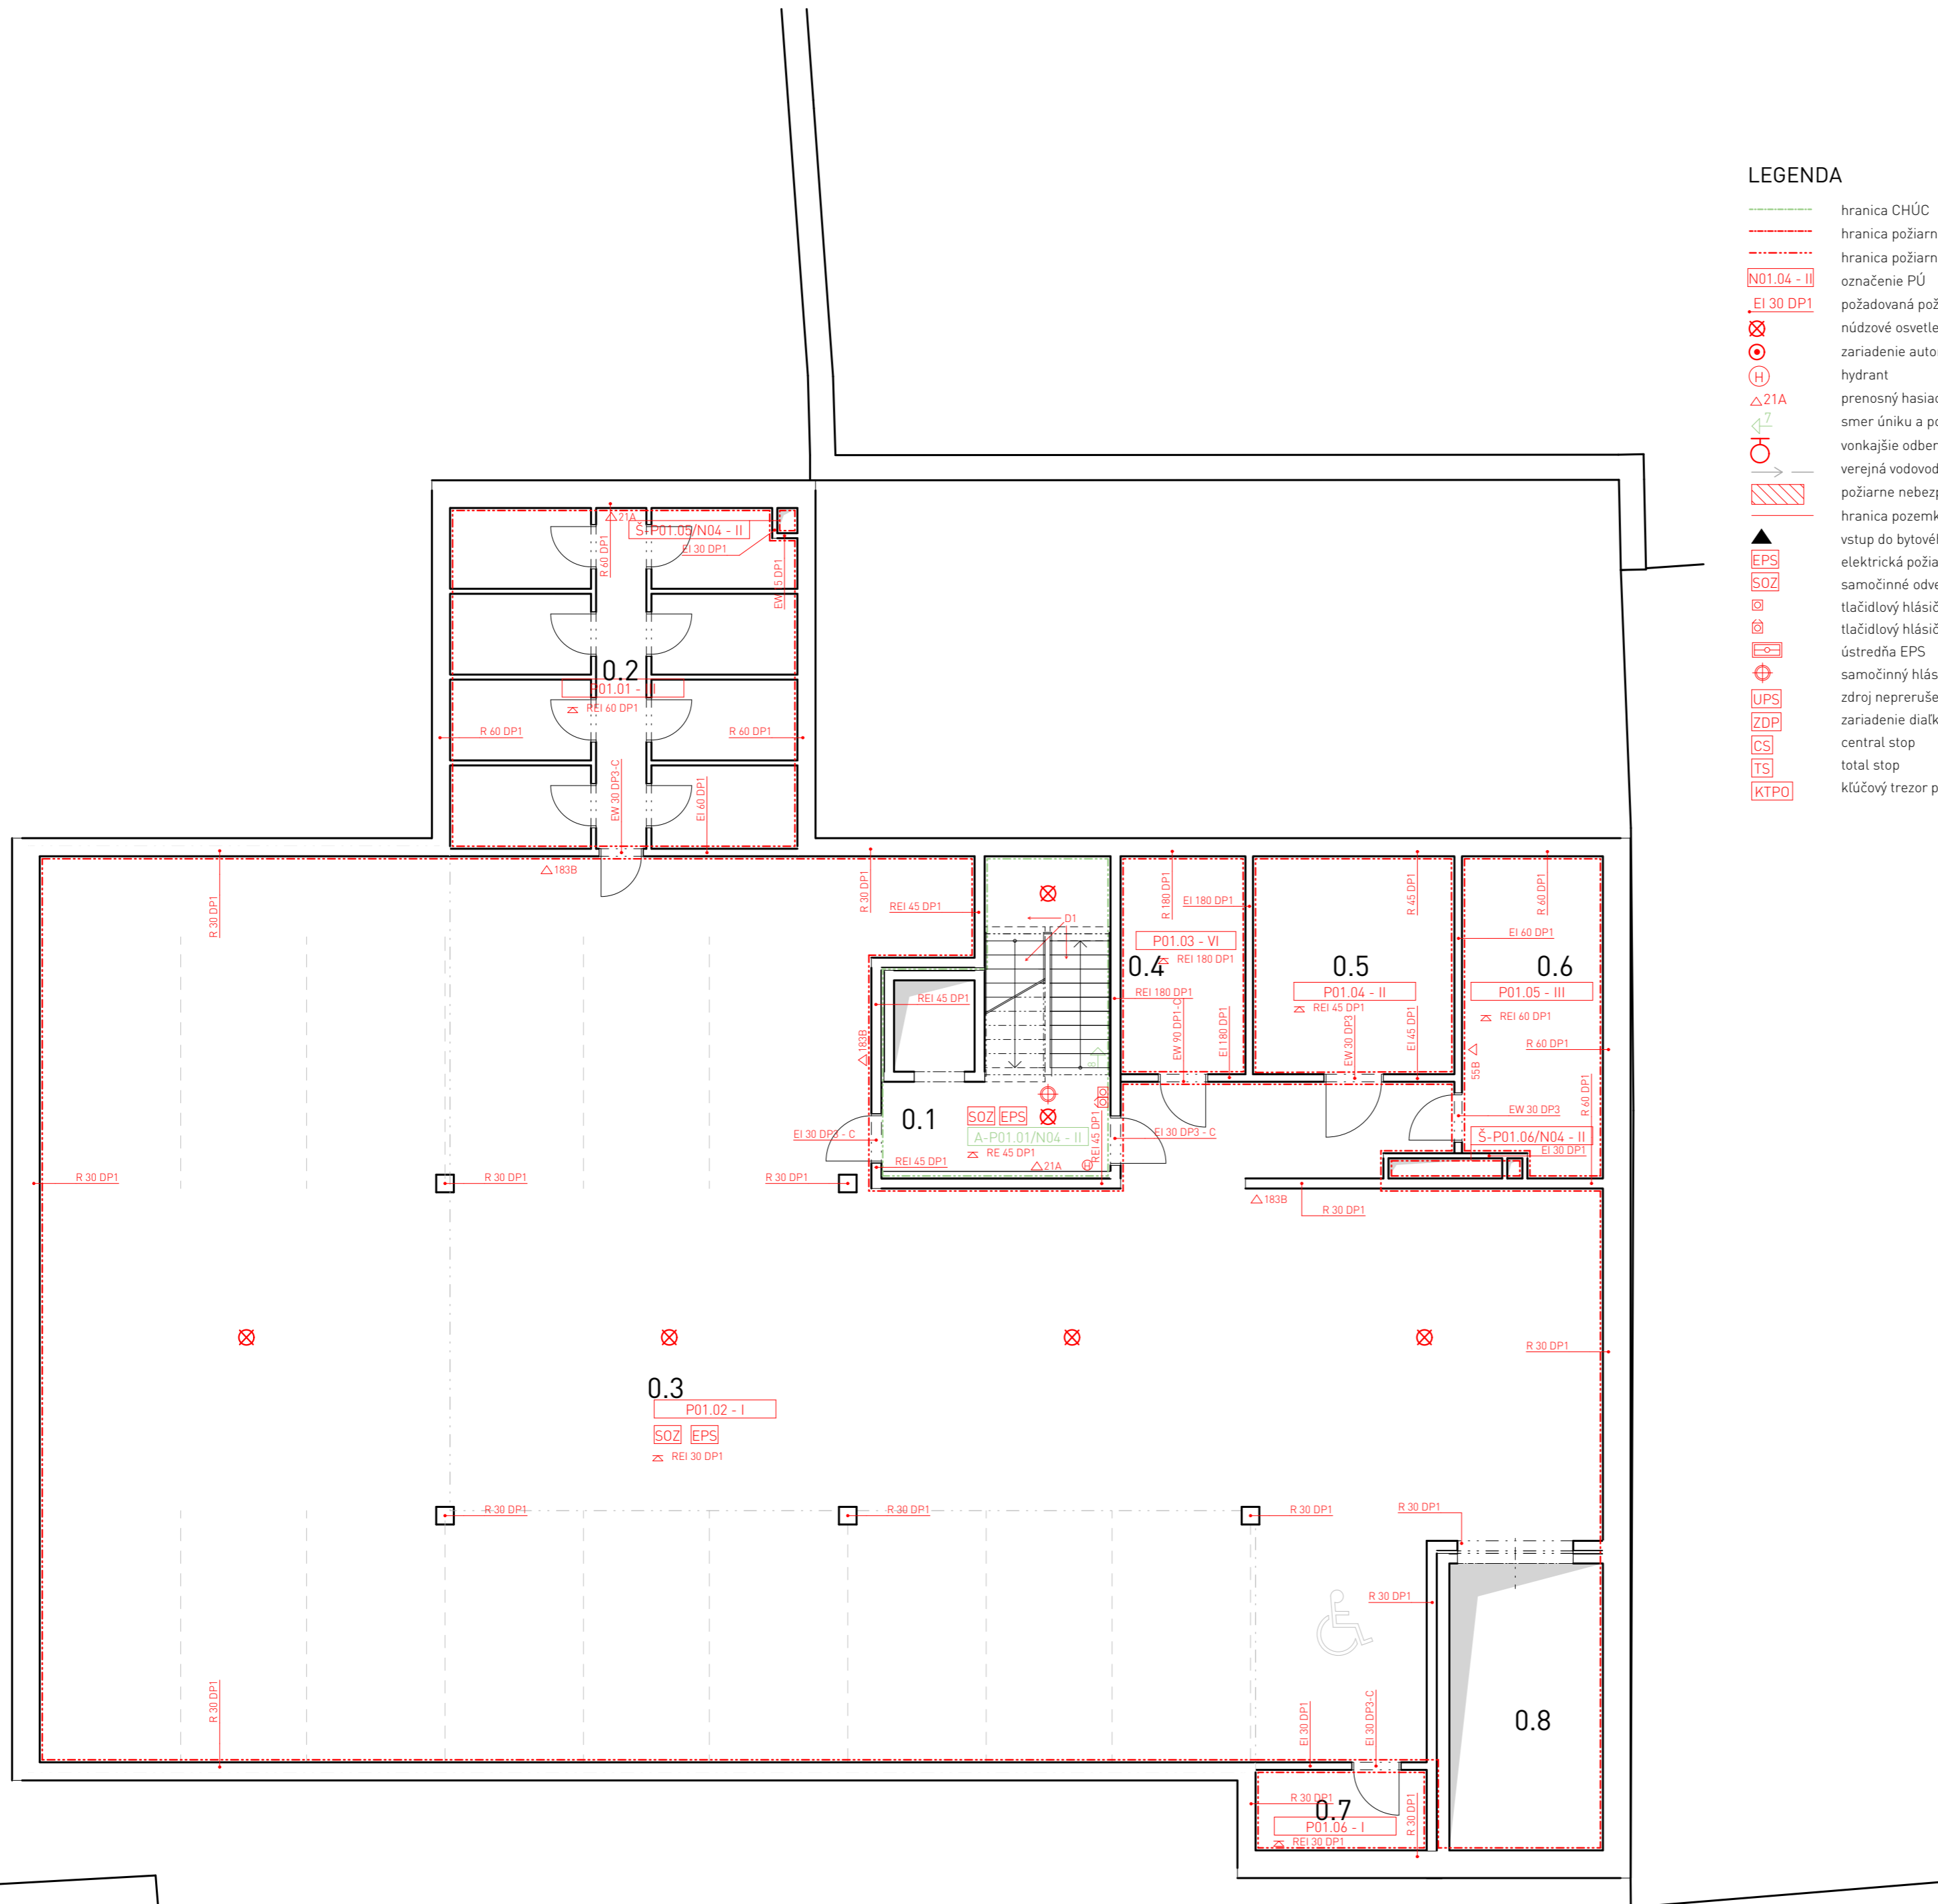 LEGENDA
hranica CHÚC
hranica požiarn
hranica požiarn
N01.04 - II
označenie PÚ
EI 30 DP1
požadovaná pož
núdzové osvetle
zariadenie auto
H
hydrant
21A
prenosný hasiac
7
smer úniku a po
vonkajšie odber
verejná vodovod
požiarne nebezp
hranica pozemk
vstup do bytovéh
EPS
elektrická požia
SOZ
samočinné odve
tlačidlový hlásič
tlačidlový hlásič
ústredňa EPS
samočinný hlás
UPS
zdroj neprerušе
ZDP
zariadenie diaľk
CS
central stop
TS
total stop
KTPO
kľúčový trezor p
21A
Š-P01.05/N04 - II
EI 30 DP1
R 60 DP1
EW 15 DP1
0.2
P01.01 - III
REI 60 DP1
R 60 DP1
R 60 DP1
EW 30 DP3-C
EI 60 DP1
183B
R 30 DP1
R 30 DP1
REI 45 DP1
D1
R 180 DP1
EI 180 DP1
R 45 DP1
R 60 DP1
EI 60 DP1
P01.03 - VI
0.4
REI 180 DP1
0.5
0.6
REI 45 DP1
REI 180 DP1
P01.04 - II
P01.05 - III
REI 45 DP1
REI 60 DP1
183B
8
EW 90 DP1-C
EI 180 DP1
EW 30 DP3
EI 45 DP1
55B
R 60 DP1
R 60 DP1
0.1
SOZ EPS
EW 30 DP3
EI 30 DP3 - C
A-P01.01/N04 - II
REI 45 DP1
EI 30 DP3 - C
Š-P01.06/N04 - II
RE 45 DP1
EI 30 DP1
REI 45 DP1
21A
H
R 30 DP1
R 30 DP1
R 30 DP1
183B
R 30 DP1
R 30 DP1
0.3
P01.02 - I
SOZ EPS
REI 30 DP1
R 30 DP1
R 30 DP1
R 30 DP1
R 30 DP1
R 30 DP1
R 30 DP1
EI 30 DP1
EI 30 DP3-C
0.8
R 30 DP1
0.7
P01.06 - I
REI 30 DP1
R 30 DP1